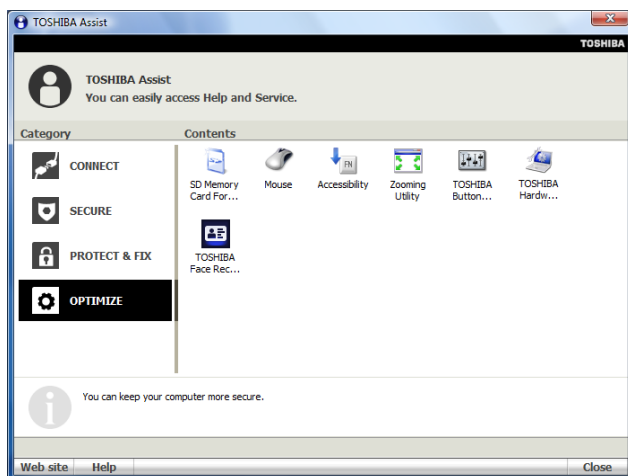 TOSHIBA Assist
TOSHIBA
TOSHIBA Assist
You can easily access Help and Service.
Category
Contents
CONNECT
SECURE
PROTECT & FIX
OPTIMIZE
SD Memory
Card For...
Mouse
Accessibility
Zooming
Utility
TOSHIBA
Button...
TOSHIBA
Hardw...
TOSHIBA
Face Rec...
FN
You can keep your computer more secure.
Web site
Help
Close